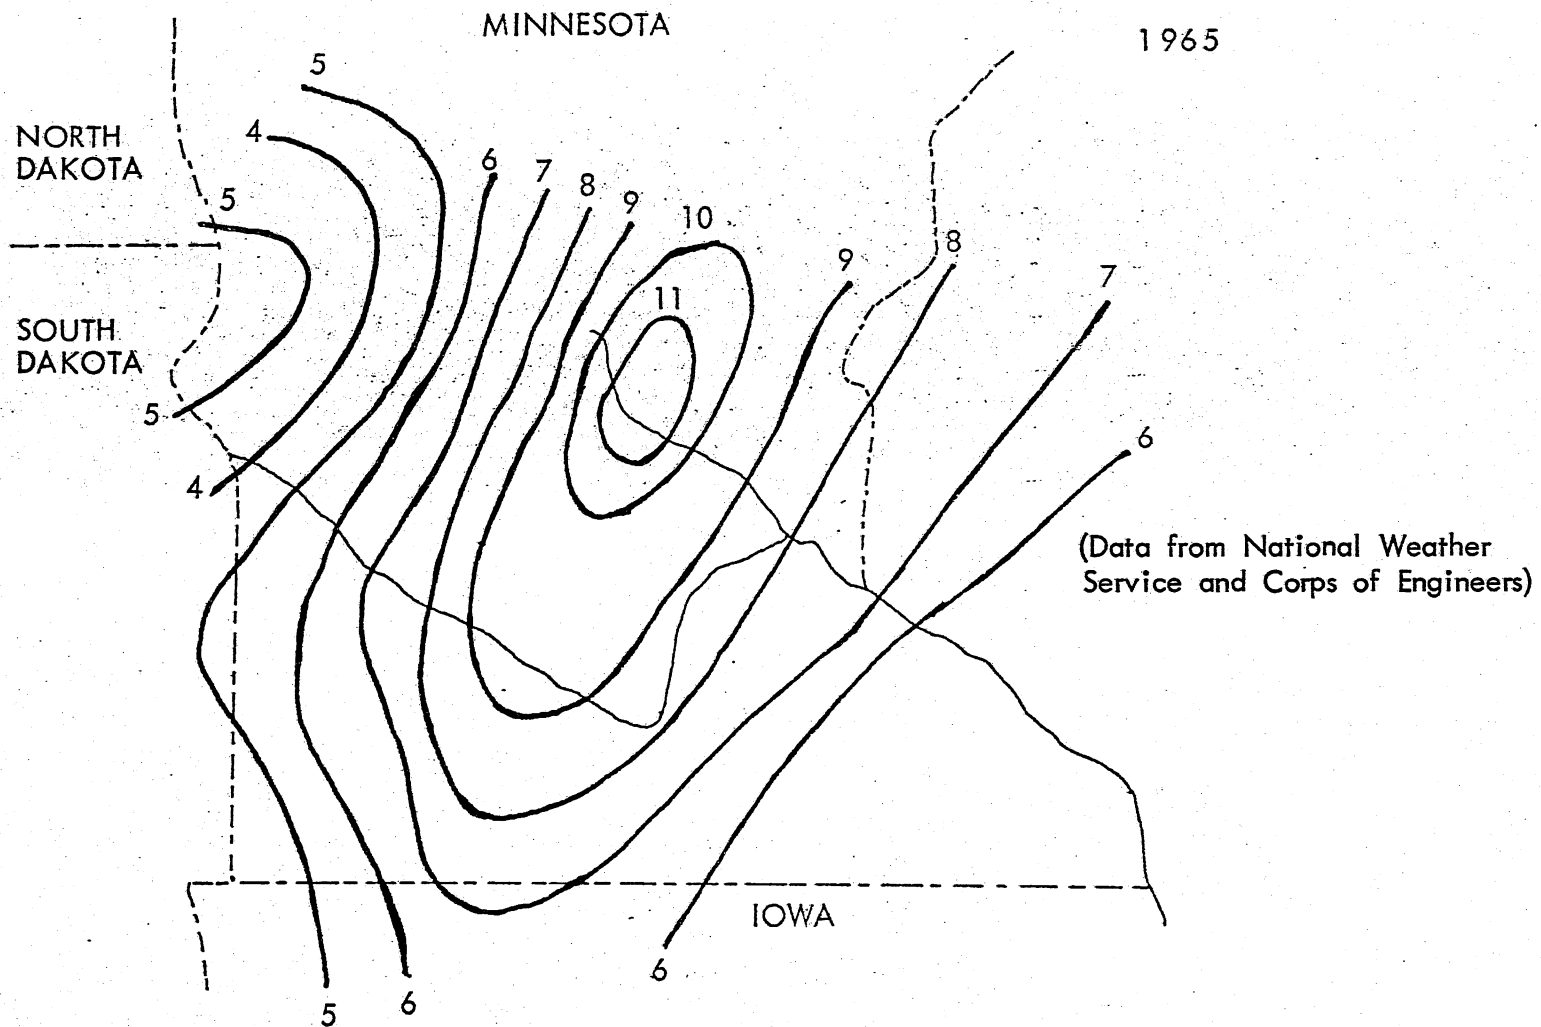 MINNESOTA
1965
5
4
NORTH
DAKOTA
6
7
8
9
10
5
9
8
7
11
SOUTH
DAKOTA
5
6
4
(Data from National Weather
Service and Corps of Engineers)
IOWA
6
6
5